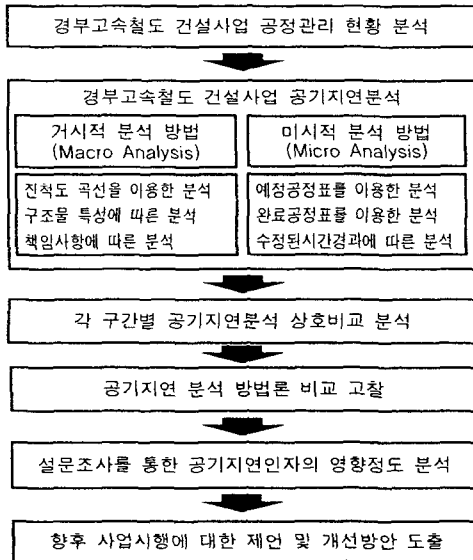 경부고속철도 건설사업 공정관리 현황 분석
경부고속철도 건설사업 공기지연분석
거시적 분석 방법
(Macro Analysis)
진척도 곡선을 이용한 분석
구조물 특성에 따른 분석
책임사항에 따른 분석
미시적 분석 방법
(Micro Analysis)
예정공정표를 이용한 분석
완료공정표를 이용한 분석
수정된시간경과에 따른 분석
각 구간별 공기지연분석 상호비교 분석
공기지연 분석 방법론 비교 고찰
설문조사를 통한 공기지연인자의 영향정도 분석
향후 사업시행에 대한 제언 및 개선방안 도출